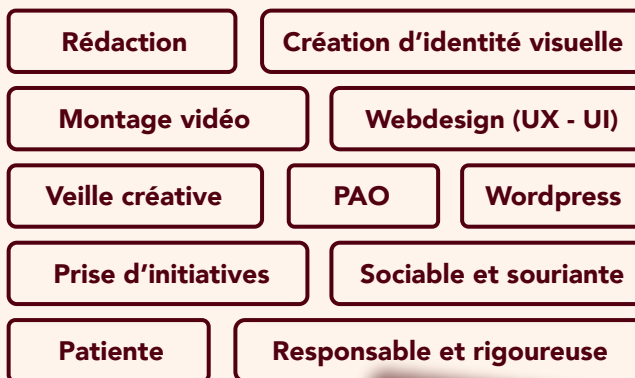 Rédaction
Création d’identité visuelle
Montage vidéo
Webdesign (UX - UI)
Veille créative
PAO
Wordpress
Prise d’initiatives
Sociable et souriante
Patiente
Responsable et rigoureuse